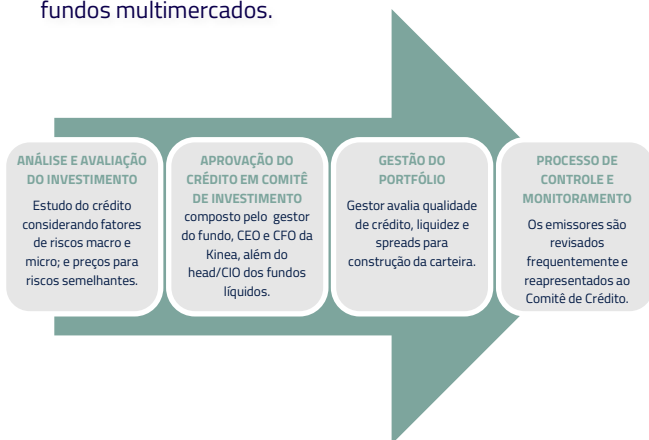 fundos multimercados.
ANÁLISE E AVALIAÇÃO
DO INVESTIMENTO
Estudo do crédito
considerando fatores
de riscos macro e
micro; e preços para
riscos semelhantes.
APROVAÇÃO DO
CRÉDITO EM COMITÊ
DE INVESTIMENTO
composto pelo gestor
do fundo, CEO e CFO da
Kinea, além do
head/CIO dos fundos
líquidos.
GESTÃO DO
PORTFÓLIO
Gestor avalia qualidade
de crédito, liquidez e
spreads para
construção da carteira.
PROCESSO DE
CONTROLE E
MONITORAMENTO
Os emissores são
revisados
frequentemente e
reapresentados ao
Comitê de Crédito.